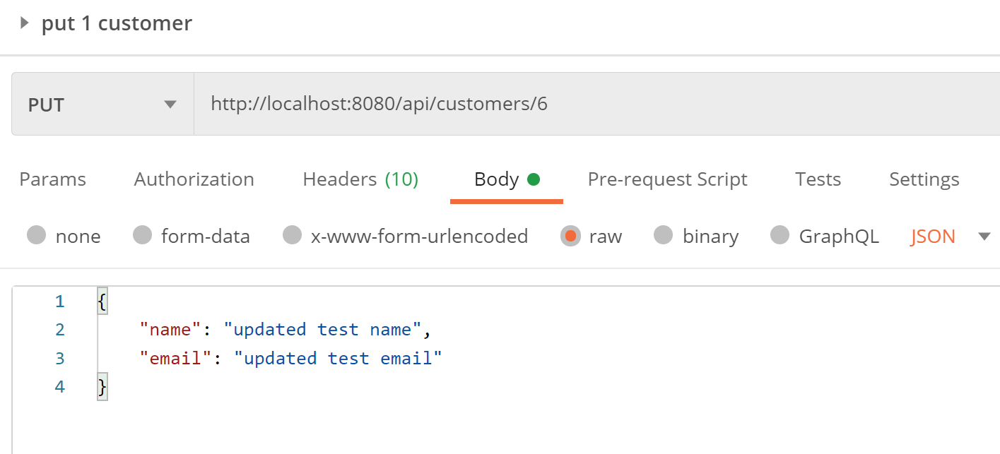 put 1 customer
PUT http://localhost:8080/api/customers/6
Params Authorization Headers (10) Body Pre-request Script Tests Settings
none form-data x-www-form-urlencoded raw binary GraphQL JSON
1 {
2 "name": "updated test name",
3 "email": "updated test email"
4 }